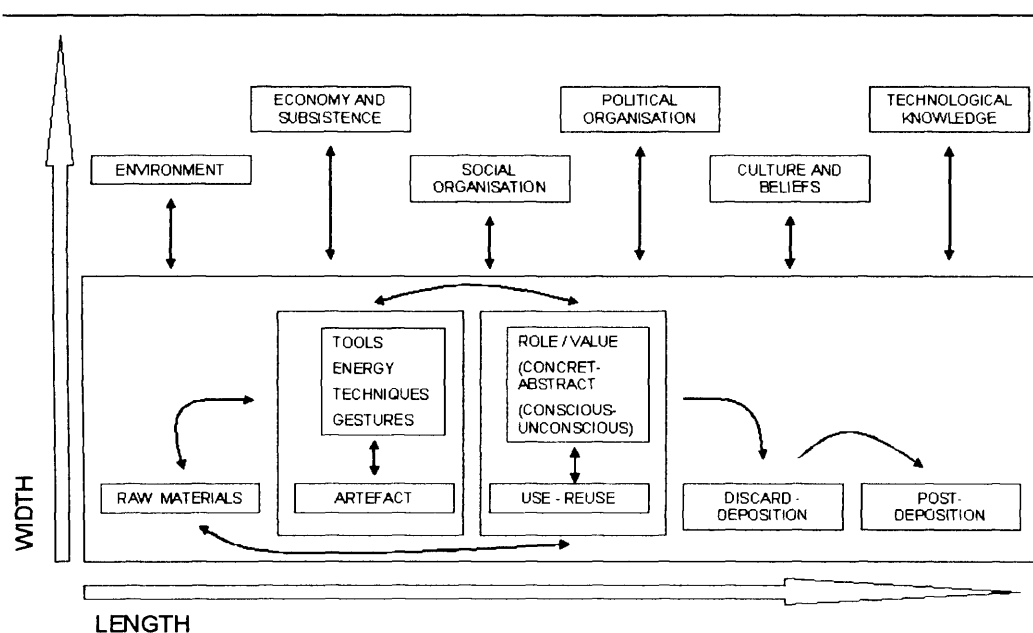 ECONOMY AND
SUBSISTENCE
POLITICAL
ORGANISATION
TECHNOLOGICAL
KNOWLEDGE
ENVIRONMENT
SOCIAL
ORGANISATION
CULTURE AND
BELIEFS
TOOLS
ENERGY
TECHNIQUES
GESTURES
ROLE / VALUE
(CONCRET-
ABSTRACT
(CONSCIOUS-
UNCONSCIOUS)
RAW MATERIALS
ARTEFACT
USE - REUSE
DISCARD -
DEPOSITION
POST-
DEPOSITION
WIDTH
LENGTH